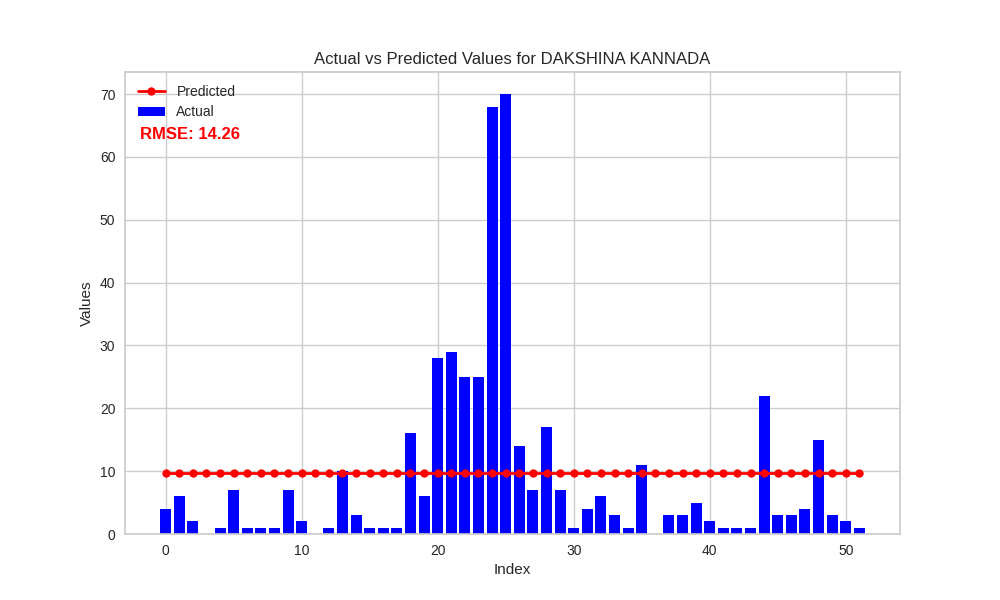 Actual vs Predicted Values for DAKSHINA KANNADA
Predicted
Actual
RMSE: 14.26
Values
70
60
50
40
30
20
10
0
0 10 20 30 40 50
Index